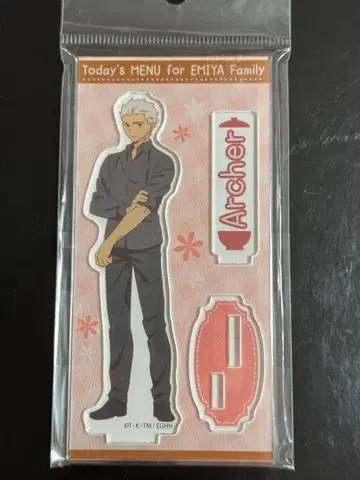 Today's MENU for EMIYA Family
Archer
©T・K・TM / EGHN